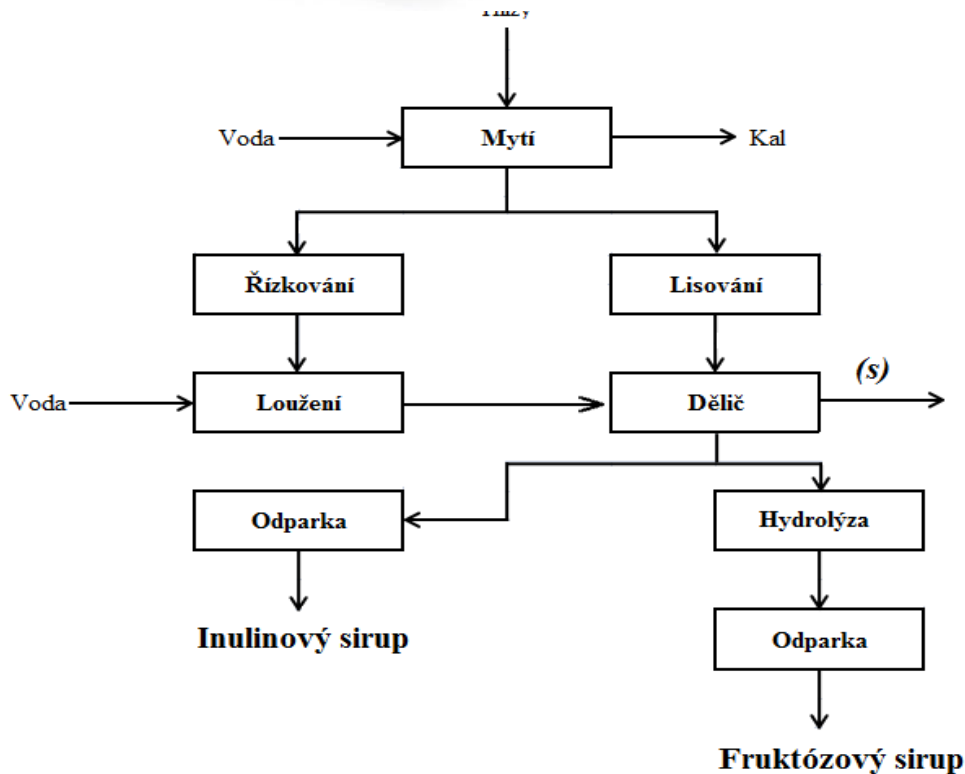 Voda
Mytí
Kal
Řízkování
Lisování
(s)
Voda
Loužení
Dělič
Odparka
Hydrolýza
Inulinový sirup
Odparka
Fruktózový sirup